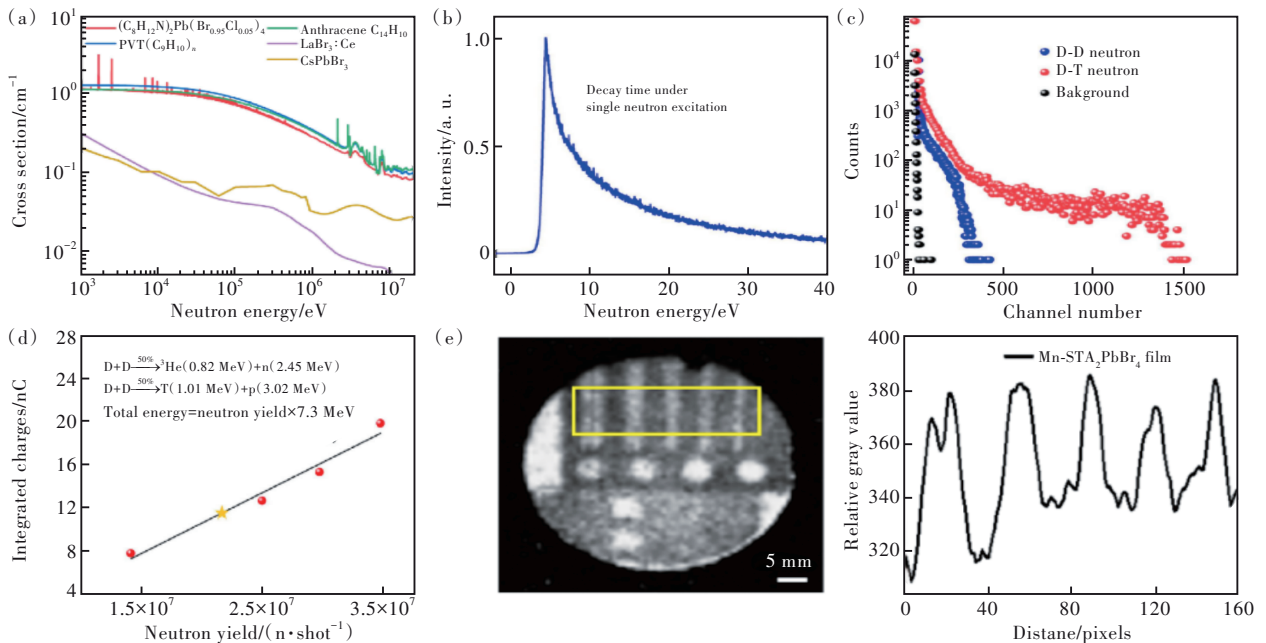 (a)
(C₈H₁₂N)₂Pb(Br₀.₉₅Cl₀.₀₅)₄
PVT(C₉H₁₀)ₙ
Anthracene C₁₄H₁₀
LaBr₃:Ce
CsPbBr₃
Cross section/cm⁻¹
10¹
10⁰
10⁻¹
10⁻²
10³ 10⁴ 10⁵ 10⁶ 10⁷
Neutron energy/eV
(b)
Decay time under
single neutron excitation
Intensity/a. u.
1.0
0.5
0
0 10 20 30 40
Neutron energy/eV
(c)
D-D neutron
D-T neutron
Bakground
Counts
10⁴
10³
10²
10¹
10⁰
0 500 1000 1500
Channel number
(d)
D+D —50%→ ³He(0.82 MeV)+n(2.45 MeV)
D+D —50%→ T(1.01 MeV)+p(3.02 MeV)
Total energy=neutron yield×7.3 MeV
Integrated charges/nC
28
24
20
16
12
8
4
1.5×10⁷ 2.5×10⁷ 3.5×10⁷
Neutron yield/(n·shot⁻¹)
(e)
5 mm
Mn-STA₂PbBr₄ film
Relative gray value
400
380
360
340
320
0 40 80 120 160
Distane/pixels